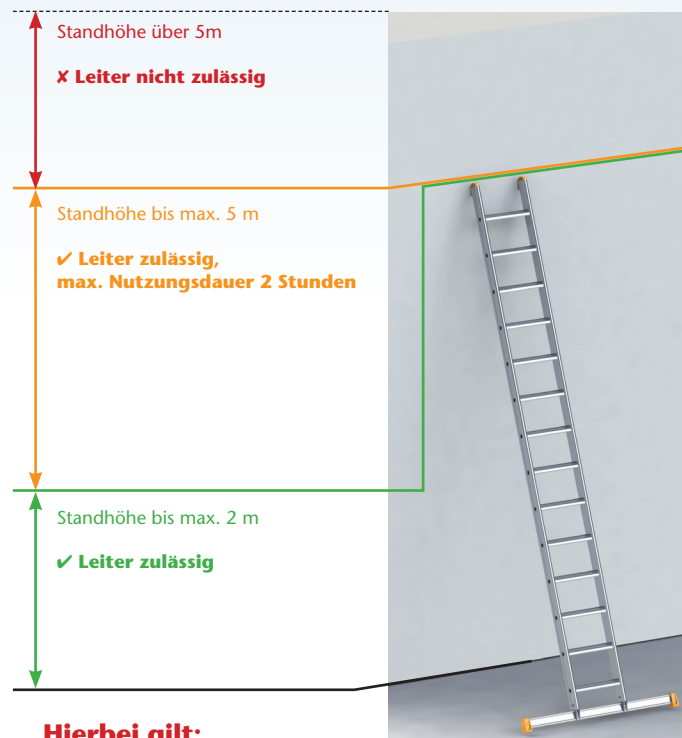 Standhöhe über 5m
✘ Leiter nicht zulässig
Standhöhe bis max. 5 m
✔ Leiter zulässig,
max. Nutzungsdauer 2 Stunden
Standhöhe bis max. 2 m
✔ Leiter zulässig
Hierbei gilt: